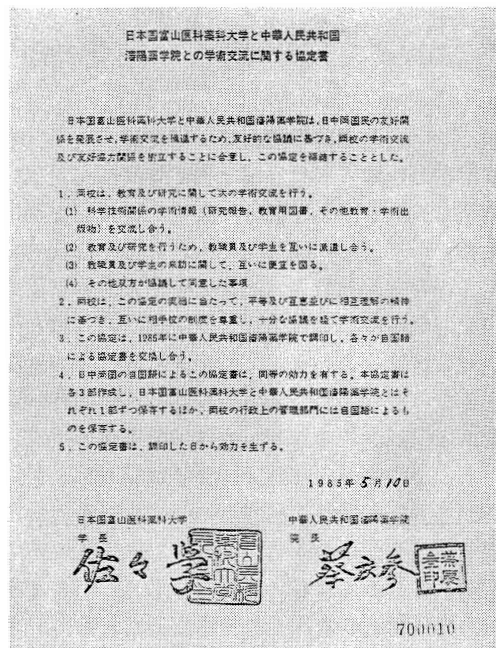 日本国富山医科薬科大学と中華人民共和国
瀋陽薬学院との学術交流に関する協定書
日本国富山医科薬科大学と中華人民共和国瀋陽薬学院は、日中両国民の友好関
係を発展させ、学術交流を推進するため、友好的な協議に基づき、両校の学術交流
及び友好協力関係を樹立することに合意し、この協定を締結することとした。
1．両校は、教育及び研究に関して次の学術交流を行う。
(1) 科学技術関係の学術情報（研究報告、教育用図書、その他教育・学術出
版物）を交流し合う。
(2) 教育及び研究を行うため、教職員及び学生を互いに派遣し合う。
(3) 教職員及び学生の来訪に関して、互いに便宜を図る。
(4) その他双方が協議して同意した事項
2．両校は、この協定の実施に当たって、平等及び互恵並びに相互理解の精神
に基づき、互いに相手校の制度を尊重し、十分な協議を経て学術交流を行う。
3．この協定は、1985年に中華人民共和国瀋陽薬学院で調印し、各々が自国語
による協定書を交換し合う。
4．日中両国の自国語によるこの協定書は、同等の効力を有する。本協定書は
各3部作成し、日本国富山医科薬科大学と中華人民共和国瀋陽薬学院とはそ
れぞれ1部ずつ保存するほか、両校の行政上の管理部門には自国語によるも
のを保存する。
5．この協定書は、調印した日から効力を生ずる。
1985年5月10日
日本国富山医科薬科大学
学長
佐々學
中華人民共和国瀋陽薬学院
院長
700010